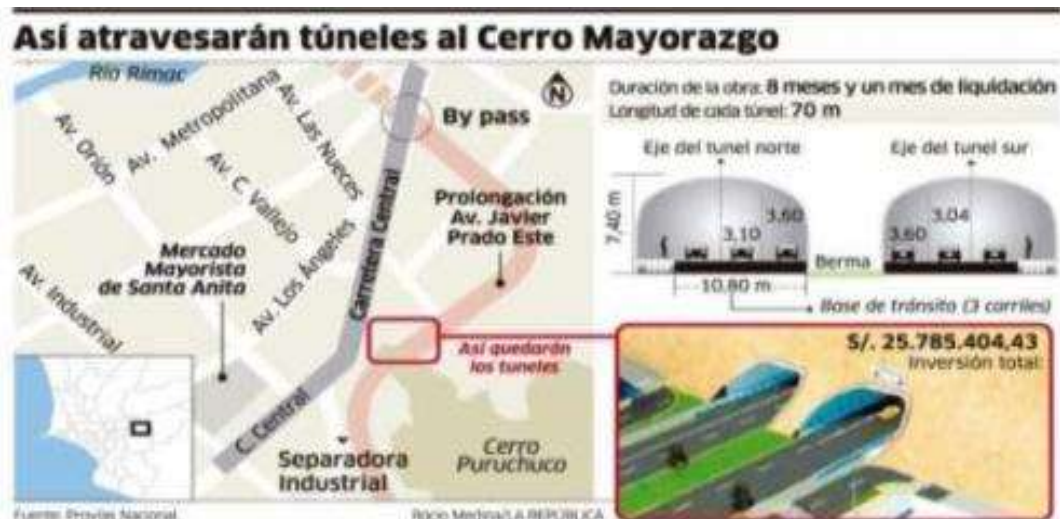 Así atravesarán túneles al Cerro Mayorazgo
Río Rimac
Av. Orión
Av. Metropolitana
Av. Las Nueces
Av. C. Vallejo
Av. Los Ángeles
Av. Industrial
Mercado
Mayorista
de Santa Anita
Carretera Central
C. Central
N
By pass
Prolongación
Av. Javier
Prado Este
Así quedarán
los tuneles
Separadora
Industrial
Cerro
Puruchuco
Fuente: Provías Nacional
Rocío Medina/LA REPÚBLICA
Duración de la obra: 8 meses y un mes de liquidación
Longitud de cada túnel: 70 m
Eje del tunel norte
Eje del tunel sur
7,40 m
3.60
3.10
10.80 m
Berma
3.04
3.60
Base de tránsito (3 carriles)
S/. 25.785.404,43
Inversión total